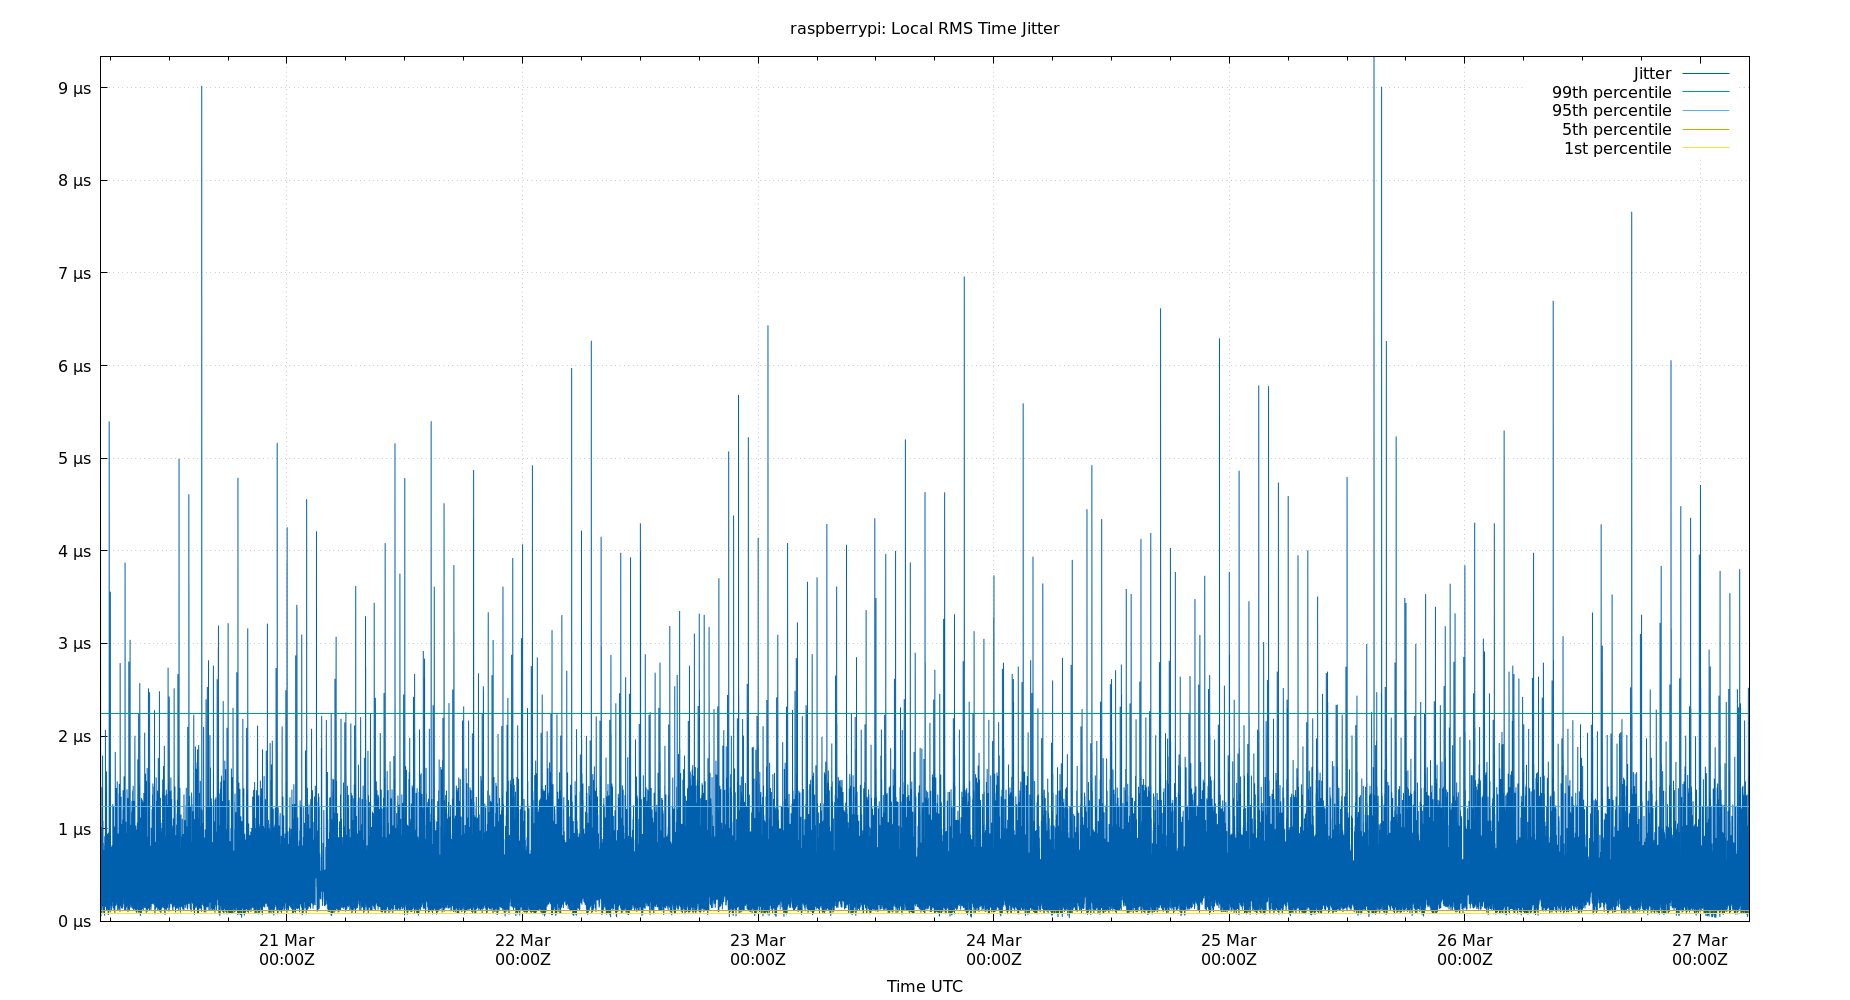 raspberrypi: Local RMS Time Jitter
Jitter
99th percentile
95th percentile
5th percentile
1st percentile
9 µs
8 µs
7 µs
6 µs
5 µs
4 µs
3 µs
2 µs
1 µs
0 µs
21 Mar
00:00Z
22 Mar
00:00Z
23 Mar
00:00Z
24 Mar
00:00Z
25 Mar
00:00Z
26 Mar
00:00Z
27 Mar
00:00Z
Time UTC